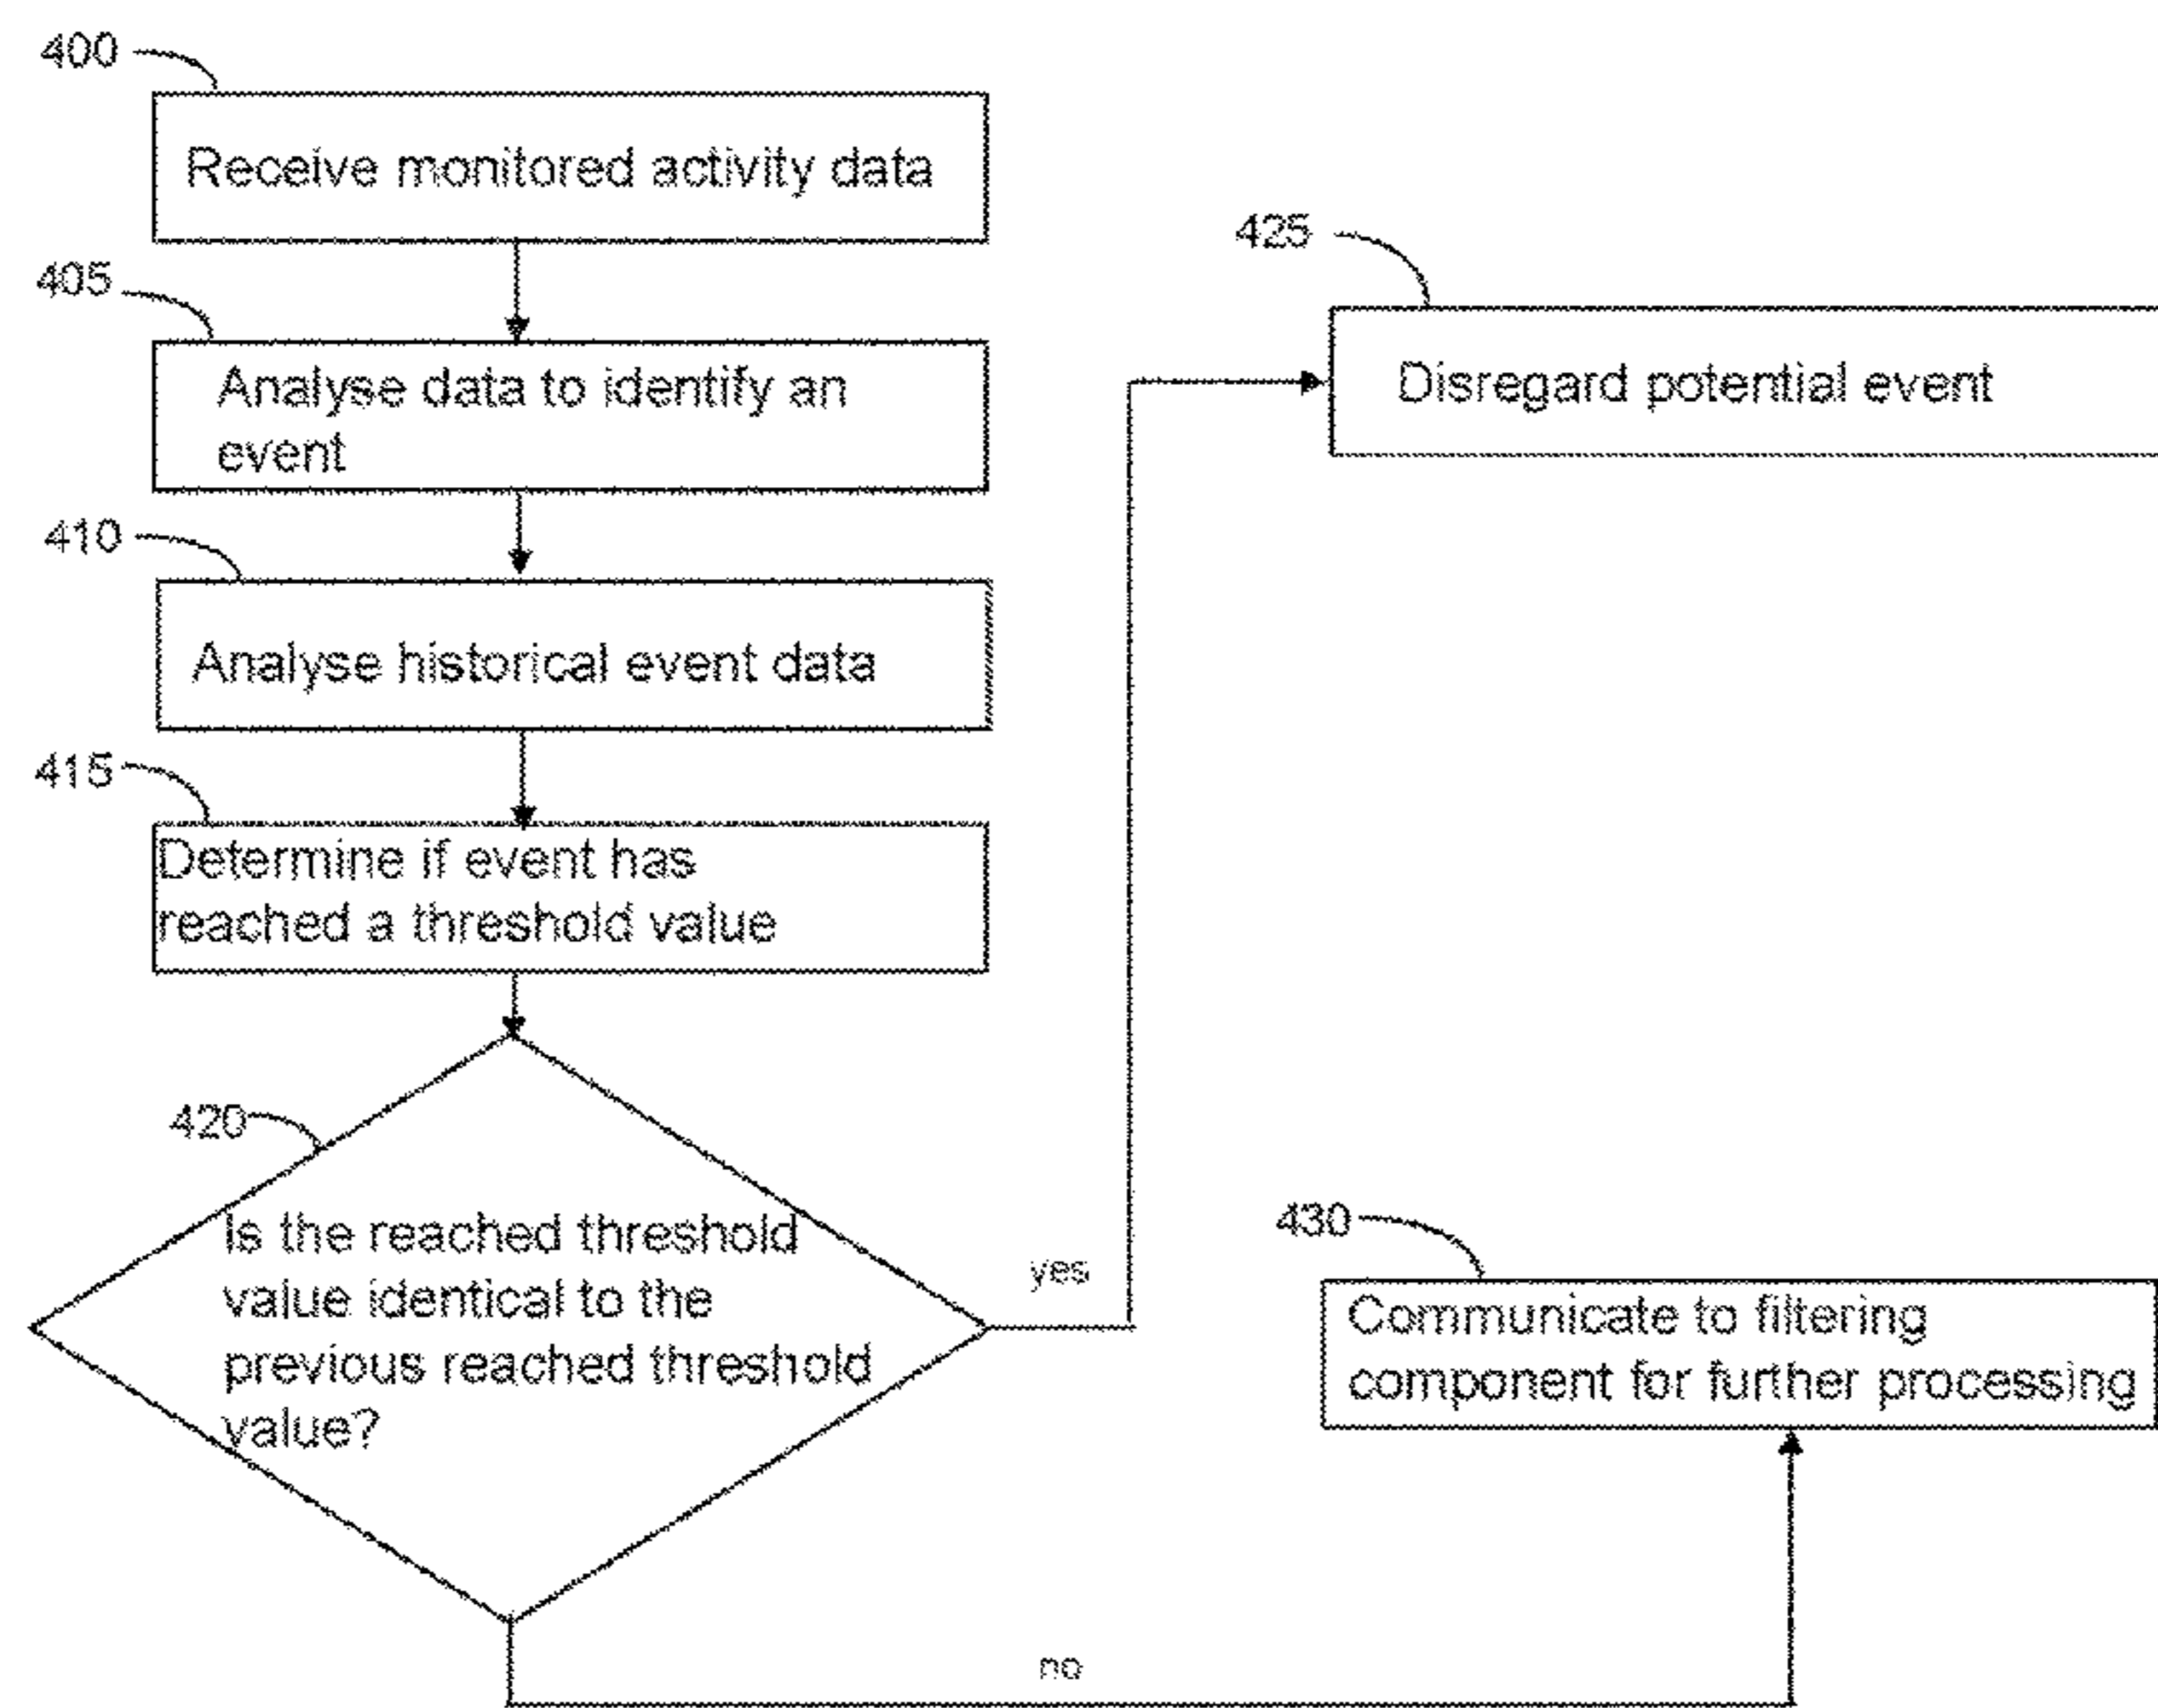 400
Receive monitored activity data
405
Analyse data to identify an
event
410
Analyse historical event data
415
Determine if event has
reached a threshold value
420
Is the reached threshold
value identical to the
previous reached threshold
value?
yes
no
425
Disregard potential event
430
Communicate to filtering
component for further processing